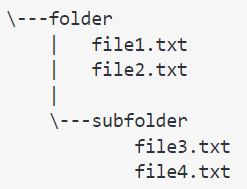 \---folder
    |   file1.txt
    |   file2.txt
    |
    \---subfolder
            file3.txt
            file4.txt